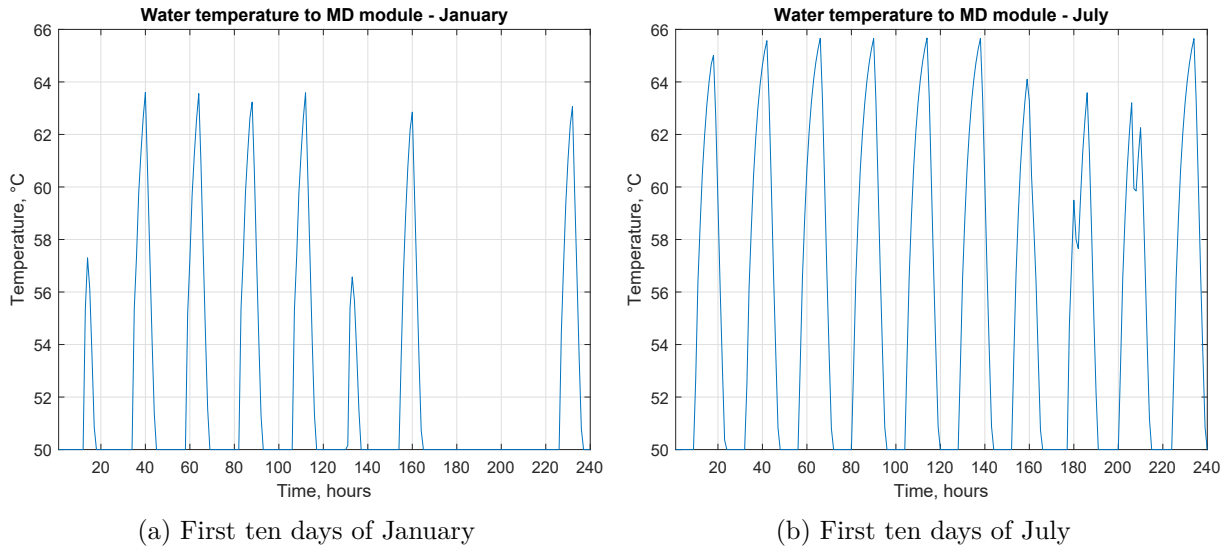 Water temperature to MD module - January
66
64
62
60
58
56
54
52
50
Temperature, °C
20 40 60 80 100 120 140 160 180 200 220 240
Time, hours
(a) First ten days of January
Water temperature to MD module - July
66
64
62
60
58
56
54
52
50
Temperature, °C
20 40 60 80 100 120 140 160 180 200 220 240
Time, hours
(b) First ten days of July